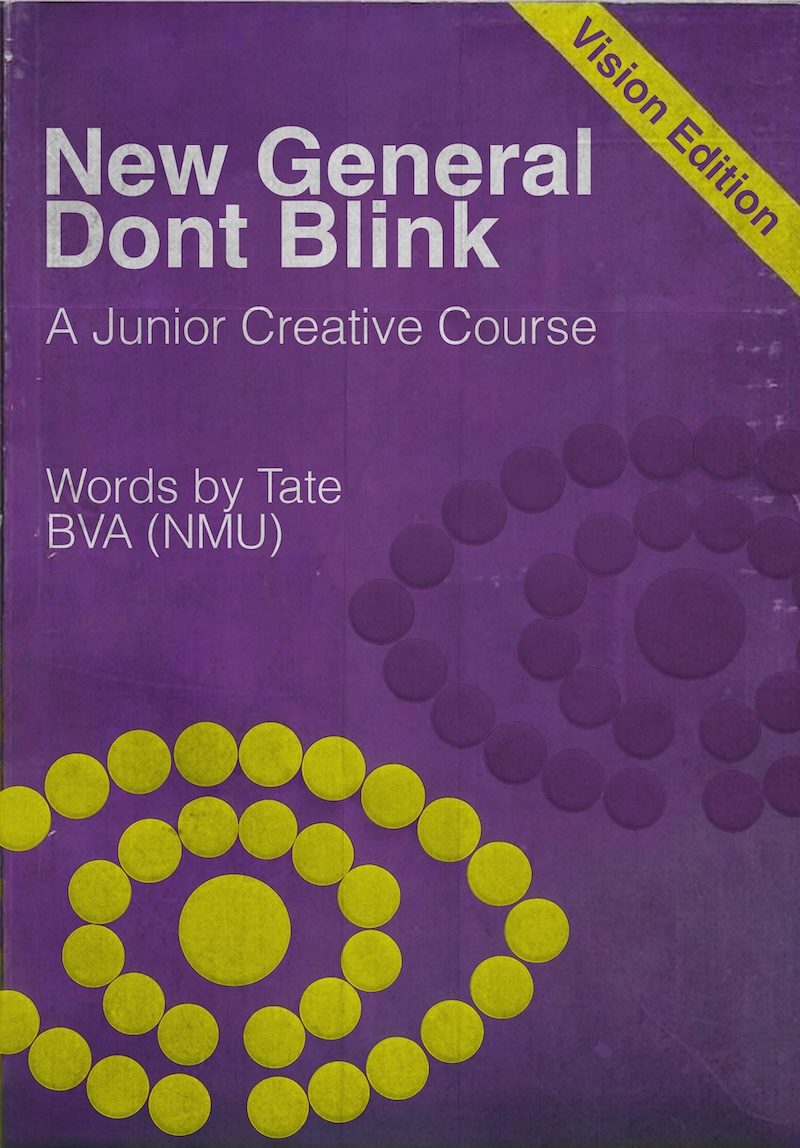 Vision Edition
New General
Dont Blink
A Junior Creative Course
Words by Tate
BVA (NMU)